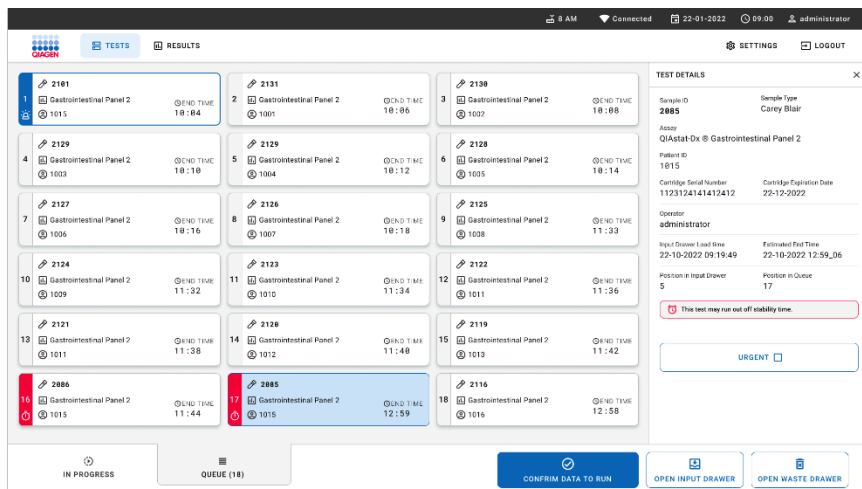 8 AM Connected 22-01-2022 09:00 administrator
QIAGEN TESTS RESULTS SETTINGS LOGOUT
1 2101 Gastrointestinal Panel 2 1015 END TIME 10:04
2 2131 Gastrointestinal Panel 2 1001 END TIME 10:06
3 2130 Gastrointestinal Panel 2 1002 END TIME 10:08
4 2129 Gastrointestinal Panel 2 1003 END TIME 10:10
5 2129 Gastrointestinal Panel 2 1004 END TIME 10:12
6 2128 Gastrointestinal Panel 2 1005 END TIME 10:14
7 2127 Gastrointestinal Panel 2 1006 END TIME 10:16
8 2126 Gastrointestinal Panel 2 1007 END TIME 10:18
9 2125 Gastrointestinal Panel 2 1008 END TIME 11:33
10 2124 Gastrointestinal Panel 2 1009 END TIME 11:32
11 2123 Gastrointestinal Panel 2 1010 END TIME 11:34
12 2122 Gastrointestinal Panel 2 1011 END TIME 11:36
13 2121 Gastrointestinal Panel 2 1011 END TIME 11:38
14 2120 Gastrointestinal Panel 2 1012 END TIME 11:40
15 2119 Gastrointestinal Panel 2 1013 END TIME 11:42
16 2086 Gastrointestinal Panel 2 1015 END TIME 11:44
17 2085 Gastrointestinal Panel 2 1015 END TIME 12:59
18 2116 Gastrointestinal Panel 2 1016 END TIME 12:58
TEST DETAILS
Sample ID Sample Type
2085 Carey Blair
Assay
QIAstat-Dx ® Gastrointestinal Panel 2
Patient ID
1015
Cartridge Serial Number Cartridge Expiration Date
1123124141412412 22-12-2022
Operator
administrator
Input Drawer Load time Estimated End Time
22-10-2022 09:19:49 22-10-2022 12:59_06
Position in Input Drawer Position in Queue
5 17
This test may run out off stability time.
URGENT
IN PROGRESS QUEUE (18) CONFRIM DATA TO RUN OPEN INPUT DRAWER OPEN WASTE DRAWER